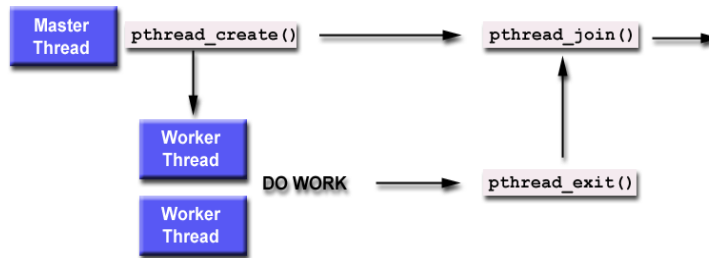 Master
Thread
pthread_create()
pthread_join()
Worker
Thread
DO WORK
pthread_exit()
Worker
Thread